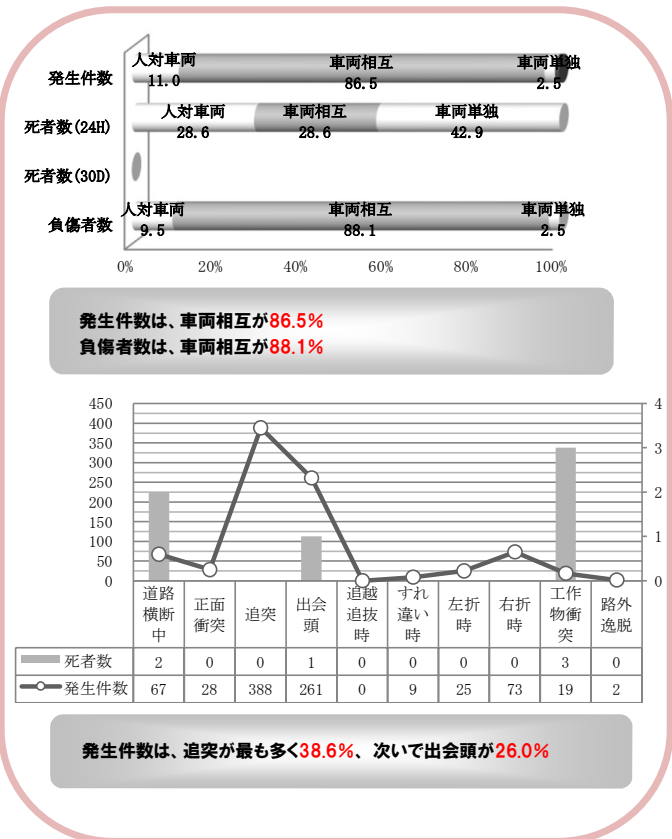 人対車両 車両相互 車両単独
発生件数 11.0 86.5 2.5
人対車両 車両相互 車両単独
死者数(24H) 28.6 28.6 42.9
死者数(30D)
人対車両 車両相互 車両単独
負傷者数 9.5 88.1 2.5
0% 20% 40% 60% 80% 100%
発生件数は、車両相互が86.5%
負傷者数は、車両相互が88.1%
450 4
400
350 3
300
250
200 2
150
100 1
50
0 0
道路横断中 正面衝突 追突 出会頭 追越追抜時 すれ違い時 左折時 右折時 工作物衝突 路外逸脱
死者数 2 0 0 1 0 0 0 0 3 0
発生件数 67 28 388 261 0 9 25 73 19 2
発生件数は、追突が最も多く38.6%、次いで出会頭が26.0%